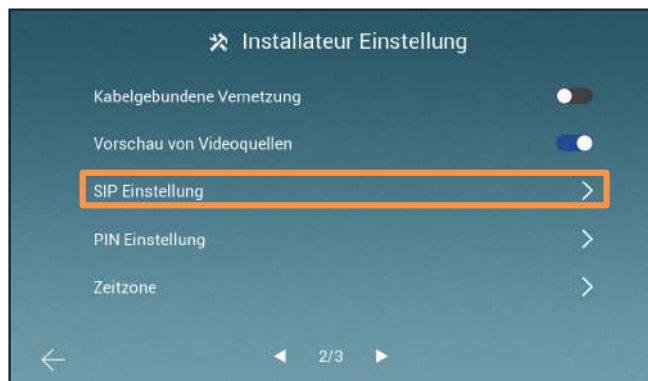 Installateur Einstellung
Kabelgebundene Vernetzung
Vorschau von Videoquellen
SIP Einstellung
PIN Einstellung
Zeitzone
2/3